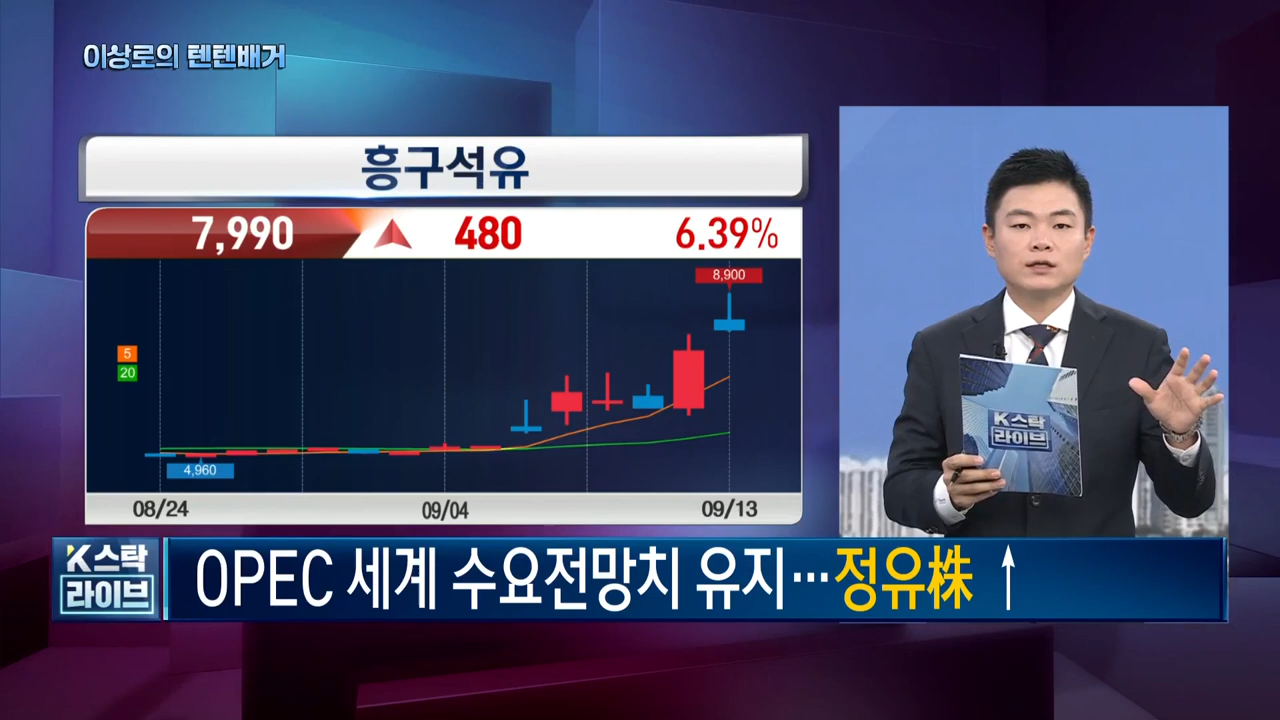 이상로의 텐텐배거
흥구석유
7,990 480 6.39%
8,900
5
20
4,960
08/24 09/04 09/13
K스탁
라이브
K스탁
라이브
OPEC 세계 수요전망치 유지…정유株 ↑